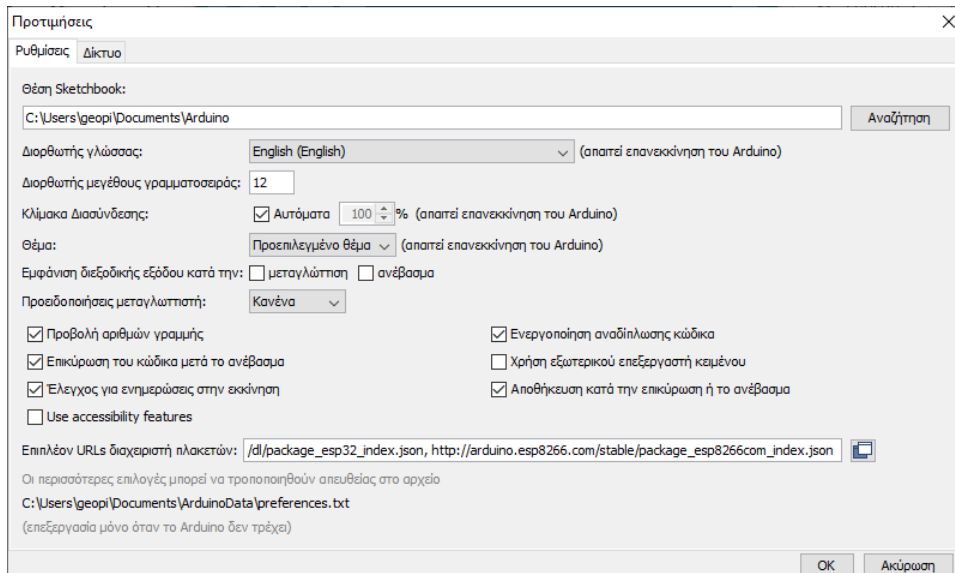 Προτιμήσεις
Ρυθμίσεις Δίκτυο
Θέση Sketchbook:
C:\Users\geopi\Documents\Arduino Αναζήτηση
Διορθωτής γλώσσας: English (English) (απαιτεί επανεκκίνηση του Arduino)
Διορθωτής μεγέθους γραμματοσειράς: 12
Κλίμακα Διασύνδεσης: Αυτόματα 100 % (απαιτεί επανεκκίνηση του Arduino)
Θέμα: Προεπιλεγμένο θέμα (απαιτεί επανεκκίνηση του Arduino)
Εμφάνιση διεξοδικής εξόδου κατά την: μεταγλώττιση ανέβασμα
Προειδοποιήσεις μεταγλωττιστή: Κανένα
Προβολή αριθμών γραμμής Ενεργοποίηση αναδίπλωσης κώδικα
Επικύρωση του κώδικα μετά το ανέβασμα Χρήση εξωτερικού επεξεργαστή κειμένου
Έλεγχος για ενημερώσεις στην εκκίνηση Αποθήκευση κατά την επικύρωση ή το ανέβασμα
Use accessibility features
Επιπλέον URLs διαχειριστή πλακετών: /dl/package_esp32_index.json, http://arduino.esp8266.com/stable/package_esp8266com_index.json
Οι περισσότερες επιλογές μπορεί να τροποποιηθούν απευθείας στο αρχείο
C:\Users\geopi\Documents\ArduinoData\preferences.txt
(επεξεργασία μόνο όταν το Arduino δεν τρέχει)
OK Ακύρωση